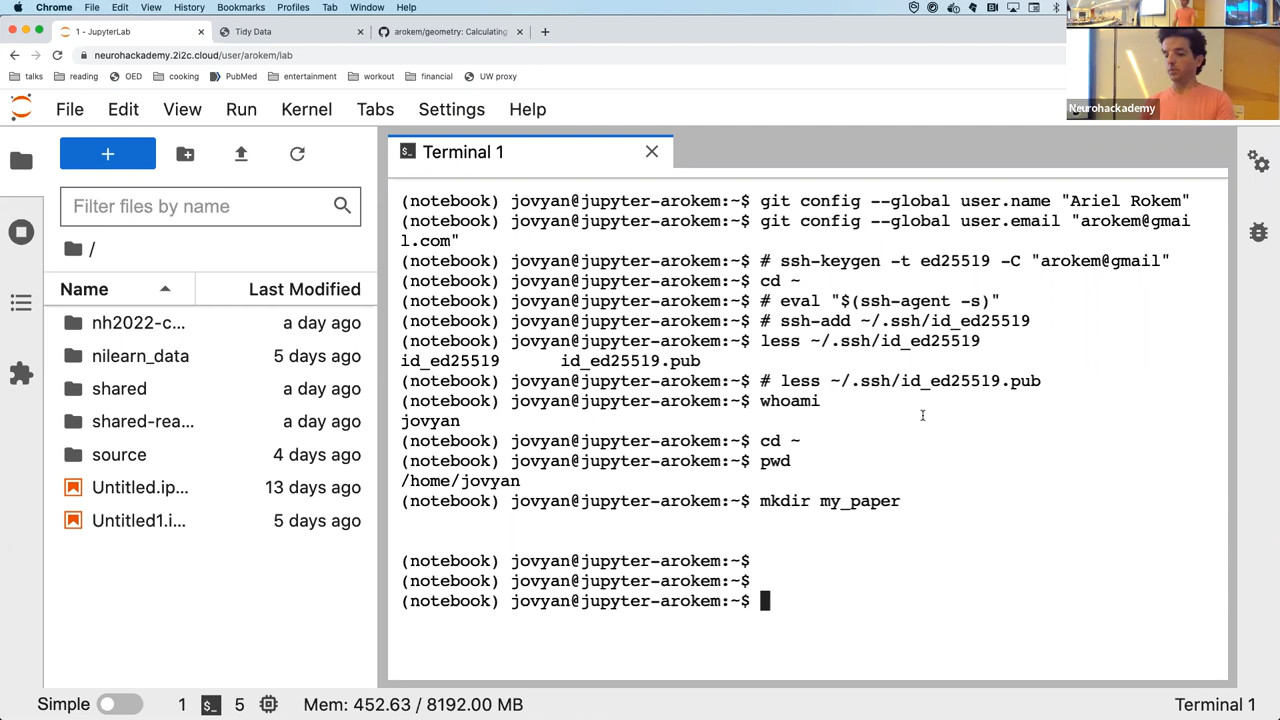 Chrome File Edit View History Bookmarks Profiles Tab Window Help
1 - JupyterLab Tidy Data arokem/geometry: Calculating
neurohackademy.2i2c.cloud/user/arokem/lab
talks reading OED cooking PubMed entertainment workout financial UW proxy
Neurohackademy
File Edit View Run Kernel Tabs Settings Help
Terminal 1
Filter files by name
/
Name Last Modified
nh2022-c... a day ago
nilearn_data 5 days ago
shared a day ago
shared-rea... a day ago
source 4 days ago
Untitled.ip... 13 days ago
Untitled1.i... 5 days ago
(notebook) jovyan@jupyter-arokem:~$ git config --global user.name "Ariel Rokem"
(notebook) jovyan@jupyter-arokem:~$ git config --global user.email "arokem@gmai
l.com"
(notebook) jovyan@jupyter-arokem:~$ # ssh-keygen -t ed25519 -C "arokem@gmail"
(notebook) jovyan@jupyter-arokem:~$ cd ~
(notebook) jovyan@jupyter-arokem:~$ # eval "$(ssh-agent -s)"
(notebook) jovyan@jupyter-arokem:~$ # ssh-add ~/.ssh/id_ed25519
(notebook) jovyan@jupyter-arokem:~$ less ~/.ssh/id_ed25519
id_ed25519 id_ed25519.pub
(notebook) jovyan@jupyter-arokem:~$ # less ~/.ssh/id_ed25519.pub
(notebook) jovyan@jupyter-arokem:~$ whoami
jovyan
(notebook) jovyan@jupyter-arokem:~$ cd ~
(notebook) jovyan@jupyter-arokem:~$ pwd
/home/jovyan
(notebook) jovyan@jupyter-arokem:~$ mkdir my_paper
(notebook) jovyan@jupyter-arokem:~$
(notebook) jovyan@jupyter-arokem:~$
(notebook) jovyan@jupyter-arokem:~$
Simple 1 5 Mem: 452.63 / 8192.00 MB Terminal 1